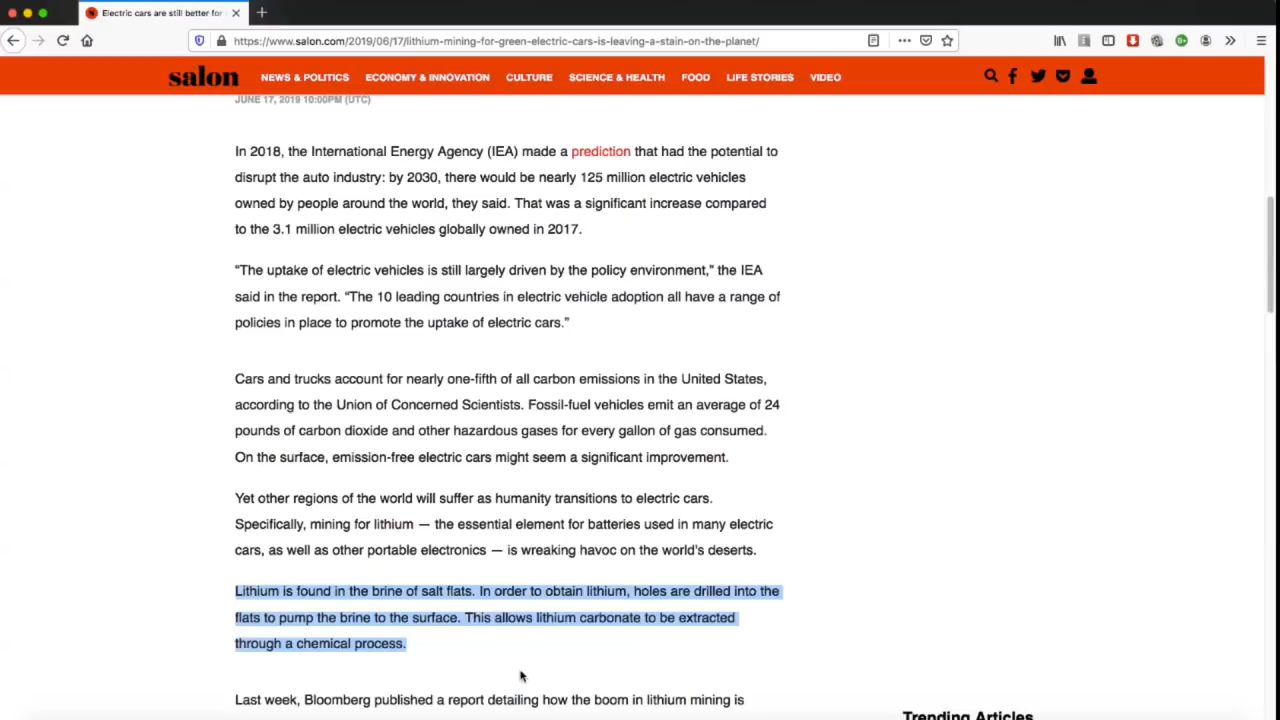 Electric cars are still better for
https://www.salon.com/2019/06/17/lithium-mining-for-green-electric-cars-is-leaving-a-stain-on-the-planet/
salon NEWS & POLITICS ECONOMY & INNOVATION CULTURE SCIENCE & HEALTH FOOD LIFE STORIES VIDEO
JUNE 17, 2019 10:00PM (UTC)
In 2018, the International Energy Agency (IEA) made a prediction that had the potential to
disrupt the auto industry: by 2030, there would be nearly 125 million electric vehicles
owned by people around the world, they said. That was a significant increase compared
to the 3.1 million electric vehicles globally owned in 2017.
“The uptake of electric vehicles is still largely driven by the policy environment,” the IEA
said in the report. “The 10 leading countries in electric vehicle adoption all have a range of
policies in place to promote the uptake of electric cars.”
Cars and trucks account for nearly one-fifth of all carbon emissions in the United States,
according to the Union of Concerned Scientists. Fossil-fuel vehicles emit an average of 24
pounds of carbon dioxide and other hazardous gases for every gallon of gas consumed.
On the surface, emission-free electric cars might seem a significant improvement.
Yet other regions of the world will suffer as humanity transitions to electric cars.
Specifically, mining for lithium — the essential element for batteries used in many electric
cars, as well as other portable electronics — is wreaking havoc on the world's deserts.
Lithium is found in the brine of salt flats. In order to obtain lithium, holes are drilled into the
flats to pump the brine to the surface. This allows lithium carbonate to be extracted
through a chemical process.
Last week, Bloomberg published a report detailing how the boom in lithium mining is
Trending Articles